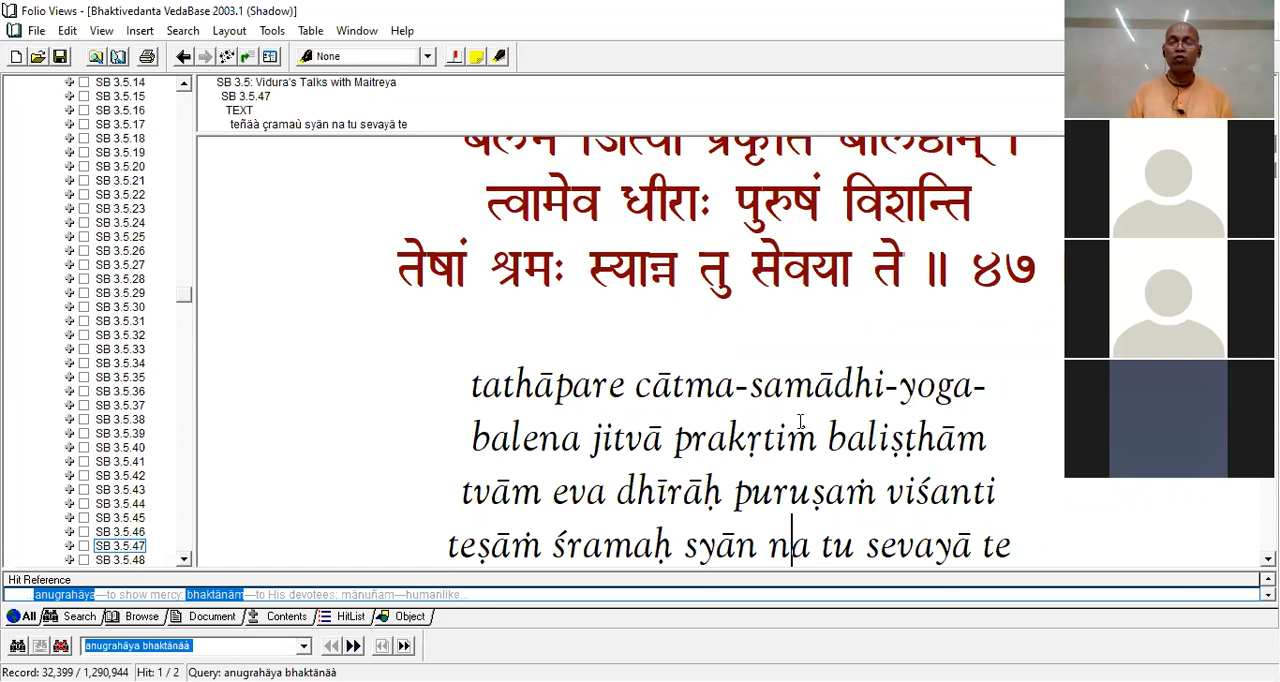 Folio Views - [Bhaktivedanta VedaBase 2003.1 (Shadow)]
File Edit View Insert Search Layout Tools Table Window Help
None
SB 3.5.14
SB 3.5.15
SB 3.5.16
SB 3.5.17
SB 3.5.18
SB 3.5.19
SB 3.5.20
SB 3.5.21
SB 3.5.22
SB 3.5.23
SB 3.5.24
SB 3.5.25
SB 3.5.26
SB 3.5.27
SB 3.5.28
SB 3.5.29
SB 3.5.30
SB 3.5.31
SB 3.5.32
SB 3.5.33
SB 3.5.34
SB 3.5.35
SB 3.5.36
SB 3.5.37
SB 3.5.38
SB 3.5.39
SB 3.5.40
SB 3.5.41
SB 3.5.42
SB 3.5.43
SB 3.5.44
SB 3.5.45
SB 3.5.46
SB 3.5.47
SB 3.5.48
SB 3.5: Vidura's Talks with Maitreya
SB 3.5.47
TEXT
teñäà çramaù syän na tu sevayä te
बलेन जित्वा प्रकृतिं बलिष्ठाम् ।
त्वामेव धीराः पुरुषं विशन्ति
तेषां श्रमः स्यान्न तु सेवया ते ॥ ४७
tathāpare cātma-samādhi-yoga-
balena jitvā prakṛtiṁ baliṣṭhām
tvām eva dhīrāḥ puruṣaṁ viśanti
teṣāṁ śramaḥ syān na tu sevayā te
Hit Reference
...anugrahäya—to show mercy; bhaktänäm—to His devotees; mänuñam—humanlike...
All Search Browse Document Contents HitList Object
anugrahäya bhaktänäà
Record: 32,399 / 1,290,944 Hit: 1 / 2 Query: anugrahäya bhaktänäà